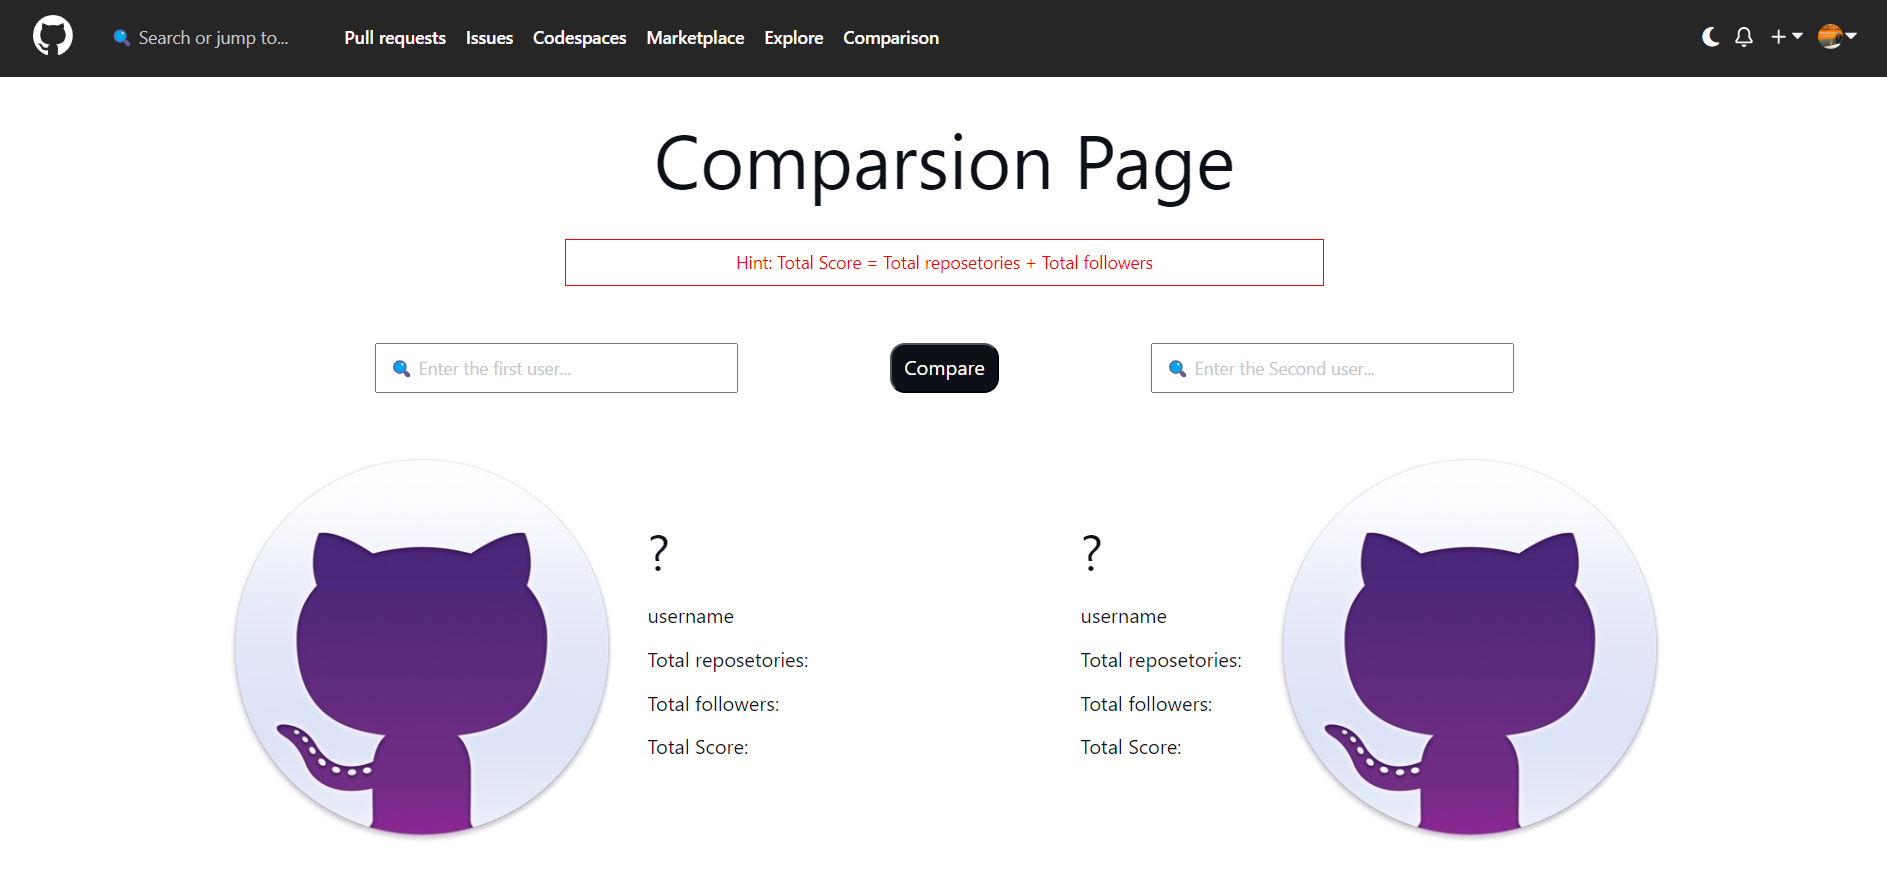 Search or jump to... Pull requests Issues Codespaces Marketplace Explore Comparison
Comparsion Page
Hint: Total Score = Total reposetories + Total followers
Enter the first user... Compare Enter the Second user...
?
username
Total reposetories:
Total followers:
Total Score:
?
username
Total reposetories:
Total followers:
Total Score: